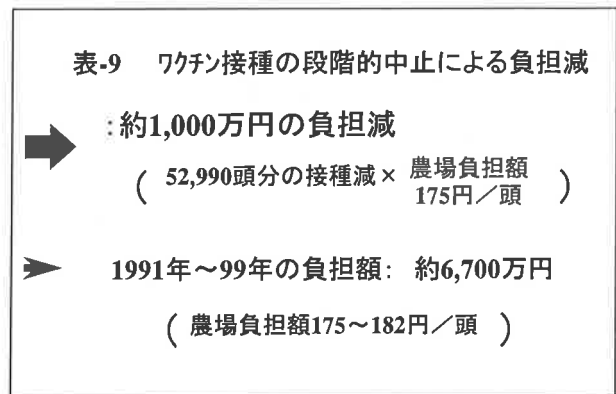 表-9　ワクチン接種の段階的中止による負担減
：約1,000万円の負担減
（ 52,990頭分の接種減× 農場負担額 ）
175円／頭
1991年～99年の負担額： 約6,700万円
（ 農場負担額175～182円／頭 ）